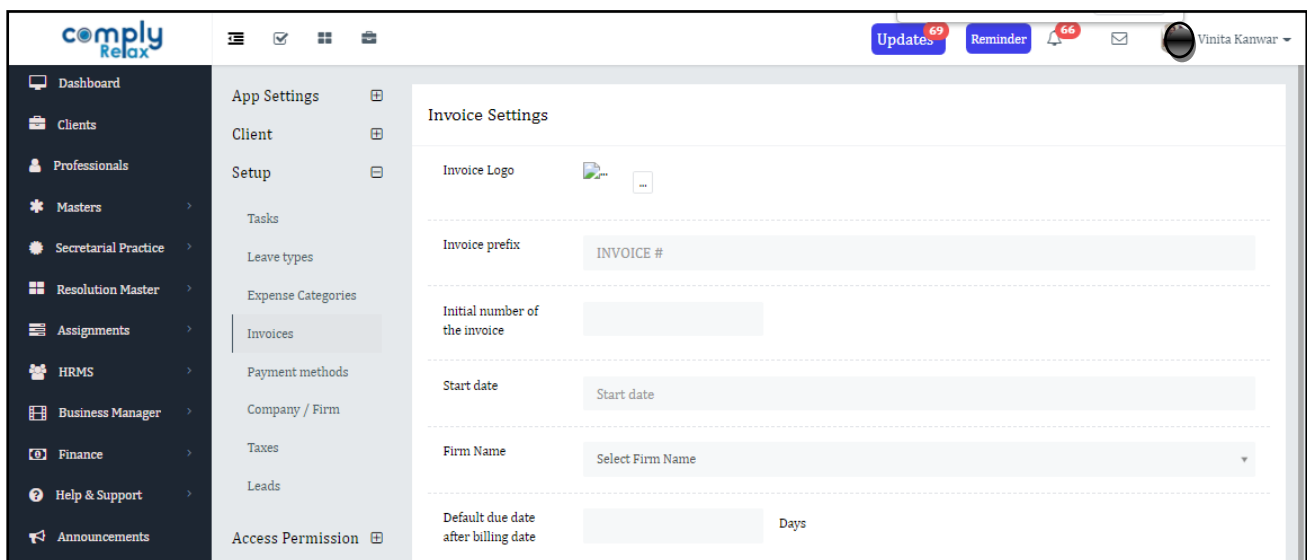 comply
Relax
Updates 69
Reminder
66
Vinita Kanwar
Dashboard
Clients
Professionals
Masters
Secretarial Practice
Resolution Master
Assignments
HRMS
Business Manager
Finance
Help & Support
Announcements
App Settings
Client
Setup
Tasks
Leave types
Expense Categories
Invoices
Payment methods
Company / Firm
Taxes
Leads
Access Permission
Invoice Settings
Invoice Logo
...
...
Invoice prefix
INVOICE #
Initial number of
the invoice
Start date
Start date
Firm Name
Select Firm Name
Default due date
after billing date
Days